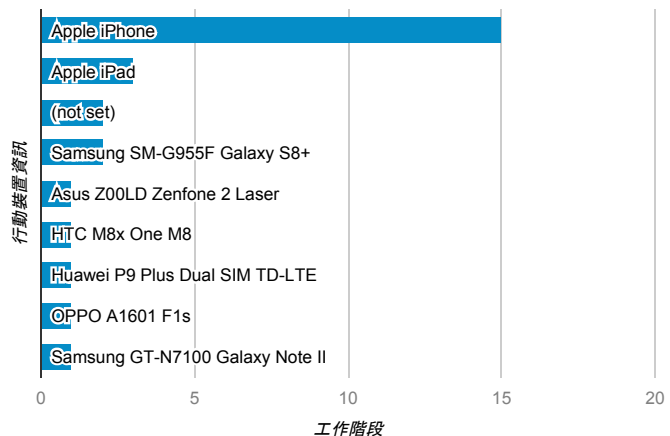 Apple iPhone
Apple iPad
(not set)
Samsung SM-G955F Galaxy S8+
Asus Z00LD Zenfone 2 Laser
HTC M8x One M8
Huawei P9 Plus Dual SIM TD-LTE
OPPO A1601 F1s
Samsung GT-N7100 Galaxy Note II
行動裝置資訊
0 5 10 15 20
工作階段